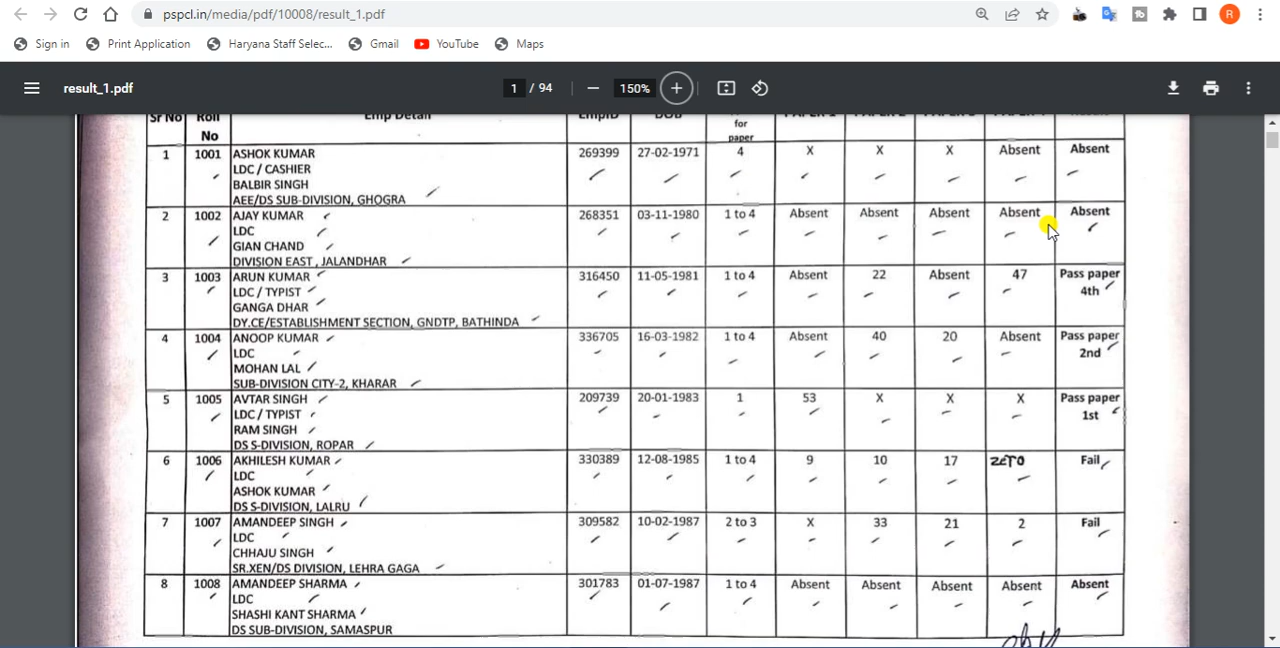 pspcl.in/media/pdf/10008/result_1.pdf
R
Sign in Print Application Haryana Staff Selec... Gmail YouTube Maps
result_1.pdf 1 / 94 150%
Sr No Roll No Emp Detail EmpID DOB for paper Result
1 1001 ASHOK KUMAR 269399 27-02-1971 4 X X X Absent Absent
LDC / CASHIER
BALBIR SINGH
AEE/DS SUB-DIVISION, GHOGRA
2 1002 AJAY KUMAR 268351 03-11-1980 1 to 4 Absent Absent Absent Absent Absent
LDC
GIAN CHAND
DIVISION EAST, JALANDHAR
3 1003 ARUN KUMAR 316450 11-05-1981 1 to 4 Absent 22 Absent 47 Pass paper
LDC / TYPIST 4th
GANGA DHAR
DY.CE/ESTABLISHMENT SECTION, GNDTP, BATHINDA
4 1004 ANOOP KUMAR 336705 16-03-1982 1 to 4 Absent 40 20 Absent Pass paper
LDC 2nd
MOHAN LAL
SUB-DIVISION CITY-2, KHARAR
5 1005 AVTAR SINGH 209739 20-01-1983 1 53 X X X Pass paper
LDC / TYPIST 1st
RAM SINGH
DS S-DIVISION, ROPAR
6 1006 AKHILESH KUMAR 330389 12-08-1985 1 to 4 9 10 17 ZETO Fail
LDC
ASHOK KUMAR
DS S-DIVISION, LALRU
7 1007 AMANDEEP SINGH 309582 10-02-1987 2 to 3 X 33 21 2 Fail
LDC
CHHAJU SINGH
SR.XEN/DS DIVISION, LEHRA GAGA
8 1008 AMANDEEP SHARMA 301783 01-07-1987 1 to 4 Absent Absent Absent Absent Absent
LDC
SHASHI KANT SHARMA
DS SUB-DIVISION, SAMASPUR